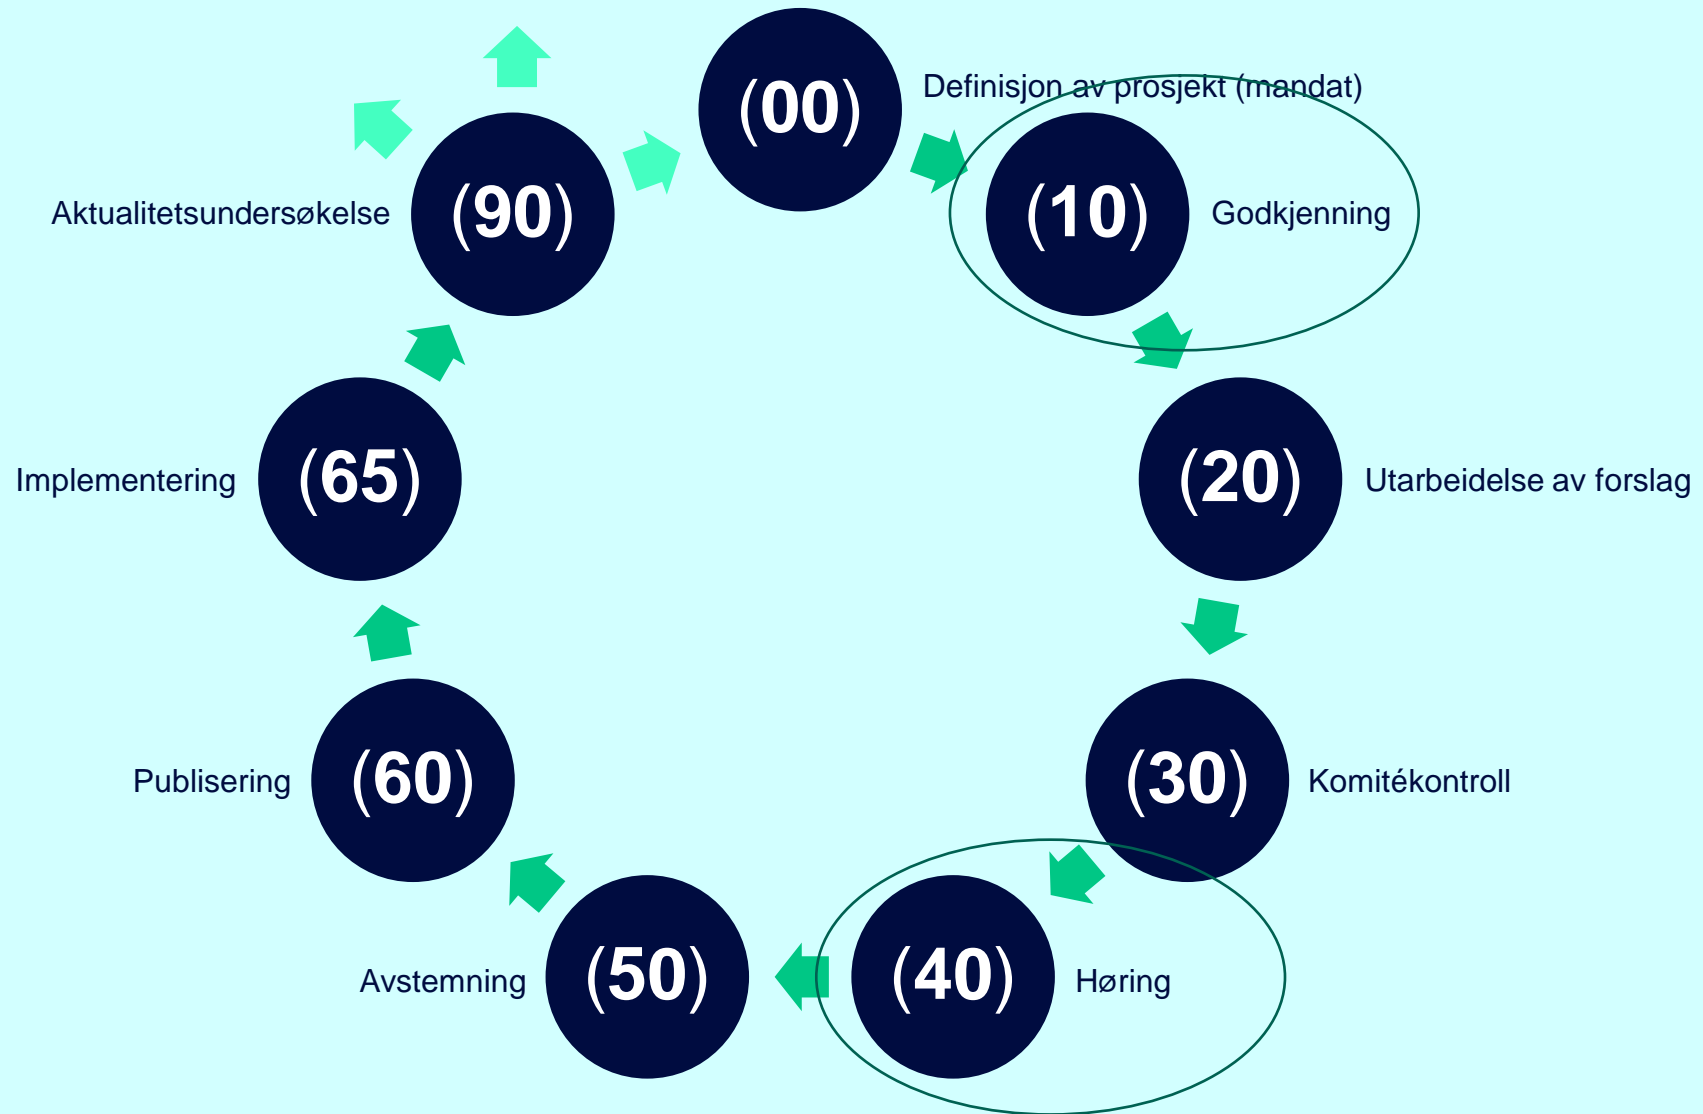 (00)
Definisjon av prosjekt (mandat)
(10)
Godkjenning
(20)
Utarbeidelse av forslag
(30)
Komitékontroll
(40)
Høring
(50)
Avstemning
(60)
Publisering
(65)
Implementering
(90)
Aktualitetsundersøkelse